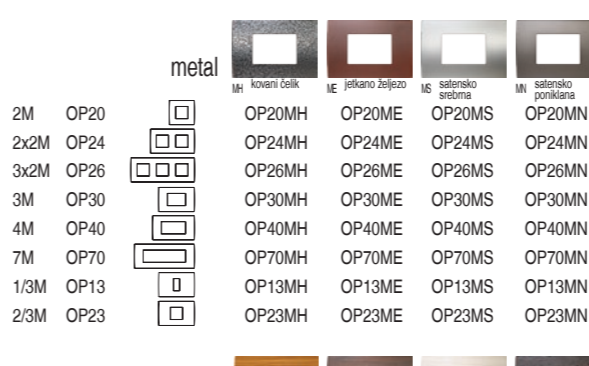 metal
MH kovani čelik ME jetkano željezo MS satensko srebrna MN satensko poniklana
2M OP20 OP20MH OP20ME OP20MS OP20MN
2x2M OP24 OP24MH OP24ME OP24MS OP24MN
3x2M OP26 OP26MH OP26ME OP26MS OP26MN
3M OP30 OP30MH OP30ME OP30MS OP30MN
4M OP40 OP40MH OP40ME OP40MS OP40MN
7M OP70 OP70MH OP70ME OP70MS OP70MN
1/3M OP13 OP13MH OP13ME OP13MS OP13MN
2/3M OP23 OP23MH OP23ME OP23MS OP23MN